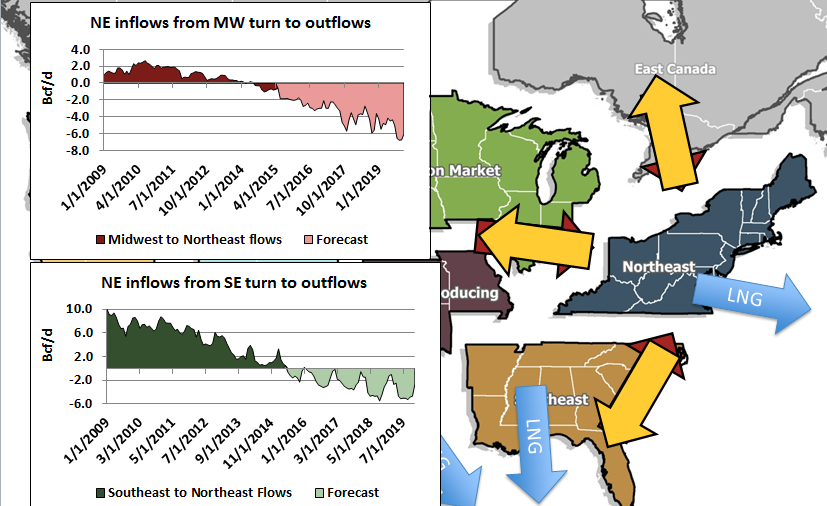 NE inflows from MW turn to outflows
4.0
2.0
0.0
-2.0
-4.0
-6.0
-8.0
Bcf/d
1/1/2009
4/1/2010
7/1/2011
10/1/2012
1/1/2014
4/1/2015
7/1/2016
10/1/2017
1/1/2019
Midwest to Northeast flows
Forecast
NE inflows from SE turn to outflows
10.0
6.0
2.0
-2.0
-6.0
Bcf/d
1/1/2009
3/1/2010
5/1/2011
7/1/2012
9/1/2013
11/1/2014
1/1/2016
3/1/2017
5/1/2018
7/1/2019
Southeast to Northeast Flows
Forecast
East Canada
on Market
Northeast
oducing
LNG
heast
LNG